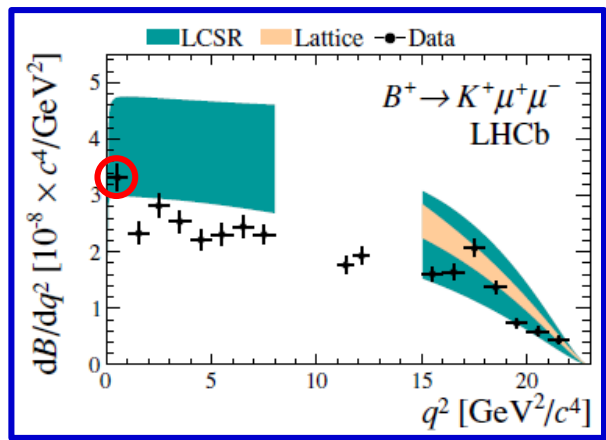 LCSR Lattice Data
B⁺ → K⁺μ⁺μ⁻
LHCb
dB/dq² [10⁻⁸ × c⁴/GeV²]
5
4
3
2
1
0
0 5 10 15 20
q² [GeV²/c⁴]